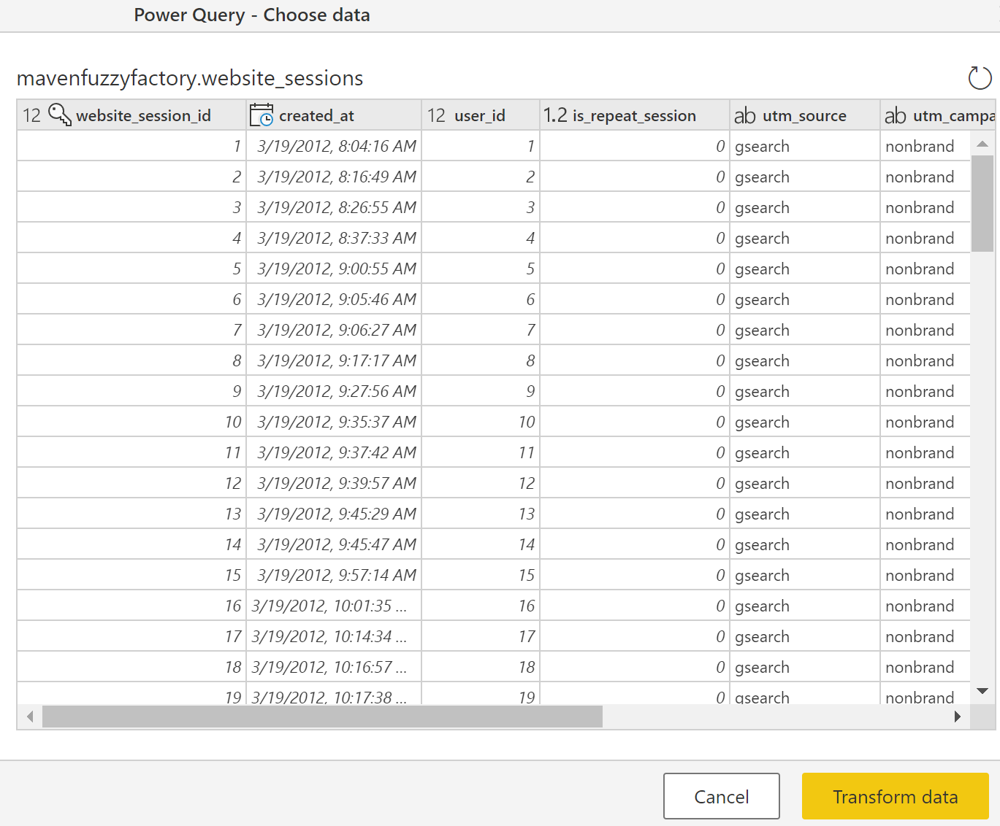 Power Query - Choose data
mavenfuzzyfactory.website_sessions
12 website_session_id created_at 12 user_id 1.2 is_repeat_session ab utm_source ab utm_campa
1 3/19/2012, 8:04:16 AM 1 0 gsearch nonbrand
2 3/19/2012, 8:16:49 AM 2 0 gsearch nonbrand
3 3/19/2012, 8:26:55 AM 3 0 gsearch nonbrand
4 3/19/2012, 8:37:33 AM 4 0 gsearch nonbrand
5 3/19/2012, 9:00:55 AM 5 0 gsearch nonbrand
6 3/19/2012, 9:05:46 AM 6 0 gsearch nonbrand
7 3/19/2012, 9:06:27 AM 7 0 gsearch nonbrand
8 3/19/2012, 9:17:17 AM 8 0 gsearch nonbrand
9 3/19/2012, 9:27:56 AM 9 0 gsearch nonbrand
10 3/19/2012, 9:35:37 AM 10 0 gsearch nonbrand
11 3/19/2012, 9:37:42 AM 11 0 gsearch nonbrand
12 3/19/2012, 9:39:57 AM 12 0 gsearch nonbrand
13 3/19/2012, 9:45:29 AM 13 0 gsearch nonbrand
14 3/19/2012, 9:45:47 AM 14 0 gsearch nonbrand
15 3/19/2012, 9:57:14 AM 15 0 gsearch nonbrand
16 3/19/2012, 10:01:35 ... 16 0 gsearch nonbrand
17 3/19/2012, 10:14:34 ... 17 0 gsearch nonbrand
18 3/19/2012, 10:16:57 ... 18 0 gsearch nonbrand
19 3/19/2012, 10:17:38 ... 19 0 gsearch nonbrand
Cancel Transform data